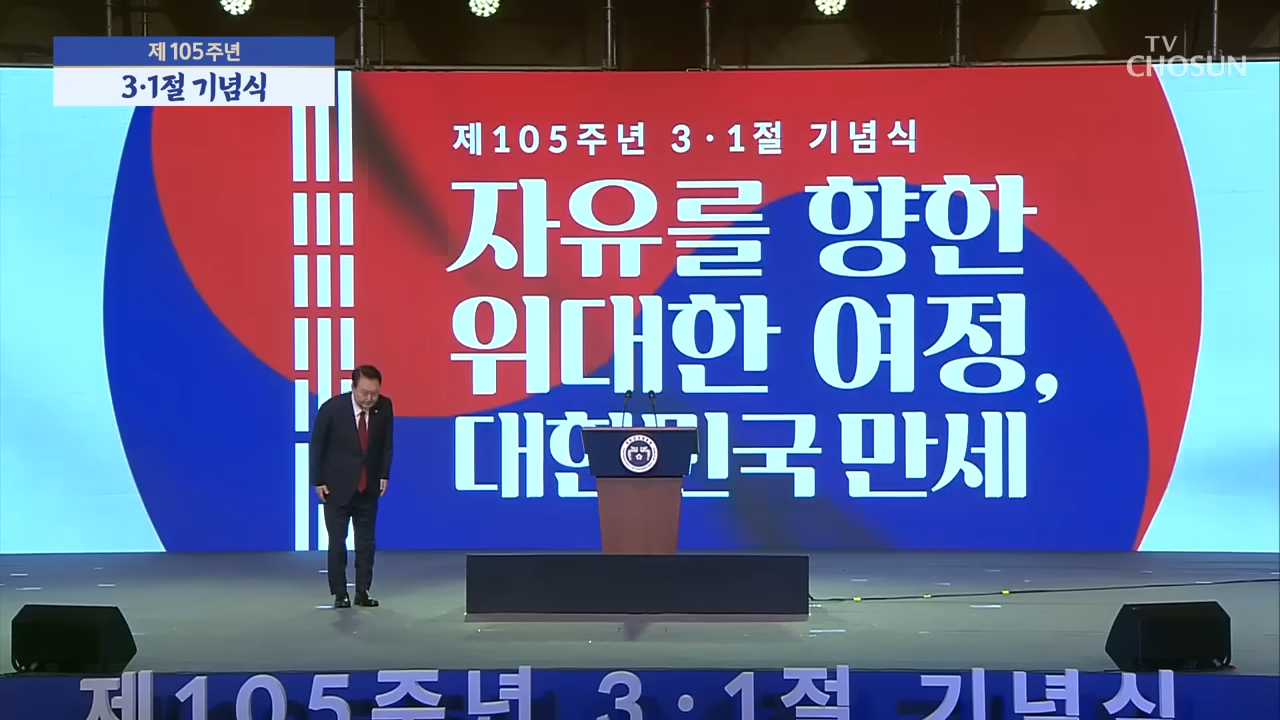 제105주년
3·1절 기념식
TV
CHOSUN
제105주년 3·1절 기념식
자유를 향한
위대한 여정,
대한민국 만세
제105주년 3·1절 기념식